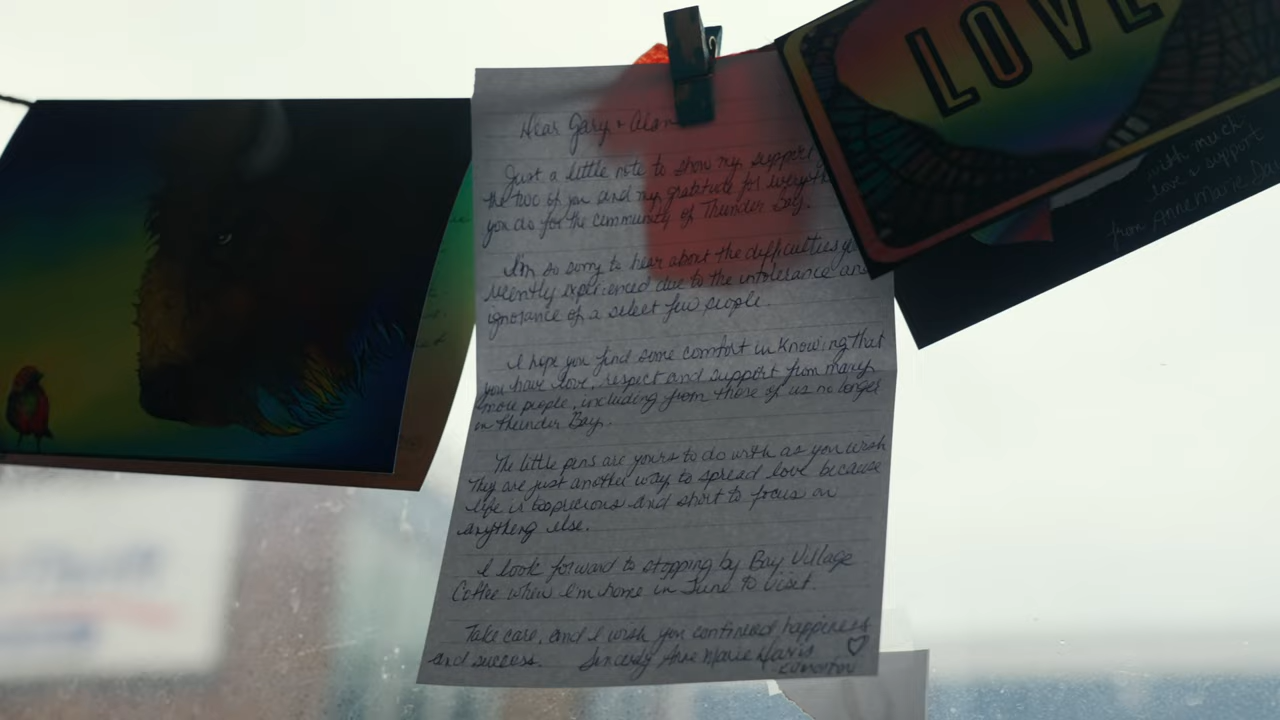 Dear Gary + Alan
Just a little note to show my support
the two of you and my gratitude for everyth
you do for the community of Thunder Bay.
I'm so sorry to hear about the difficulties y
recently experienced due to the intolerance and
ignorance of a select few people.
I hope you find some comfort in knowing that
you have love, respect and support from many
more people, including from those of us no longer
in Thunder Bay.
The little pins are yours to do with as you wish
They are just another way to spread love because
life is too precious and short to focus on
anything else.
I look forward to stopping by Bay Village
Coffee when I'm home in June to visit.
Take care, and I wish you continued happiness
and success. Sincerely Anne Marie Davis
Edmonton
LOVE
with much
love & support
from AnneMarie Da